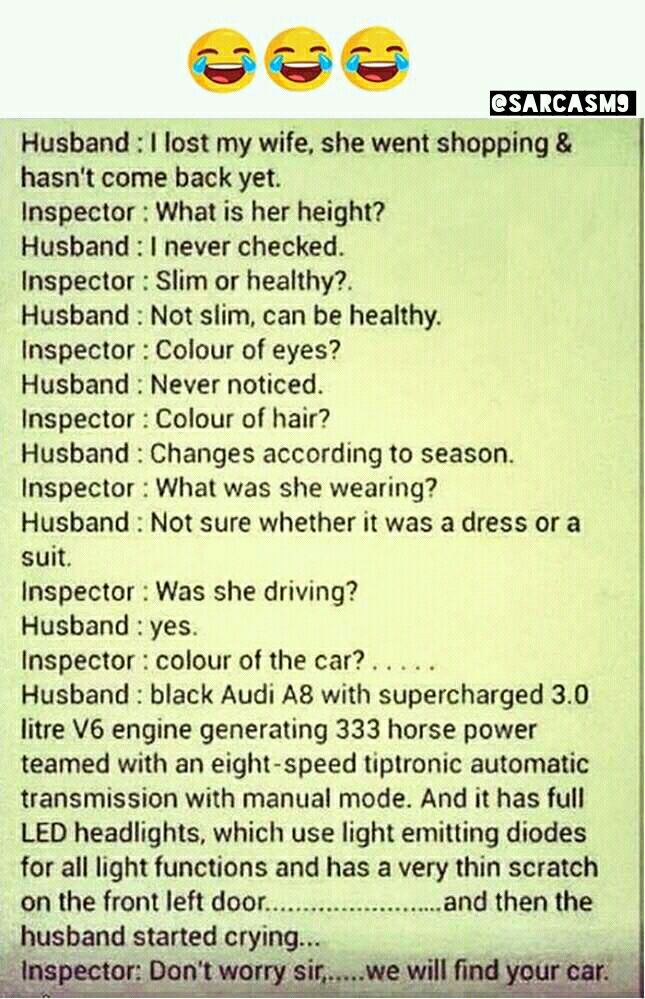 @SARCASM9
Husband : I lost my wife, she went shopping &
hasn't come back yet.
Inspector : What is her height?
Husband : I never checked.
Inspector : Slim or healthy?.
Husband : Not slim, can be healthy.
Inspector : Colour of eyes?
Husband : Never noticed.
Inspector : Colour of hair?
Husband : Changes according to season.
Inspector : What was she wearing?
Husband : Not sure whether it was a dress or a
suit.
Inspector : Was she driving?
Husband : yes.
Inspector : colour of the car? . . . . .
Husband : black Audi A8 with supercharged 3.0
litre V6 engine generating 333 horse power
teamed with an eight-speed tiptronic automatic
transmission with manual mode. And it has full
LED headlights, which use light emitting diodes
for all light functions and has a very thin scratch
on the front left door.........................and then the
husband started crying...
Inspector: Don't worry sir,.....we will find your car.